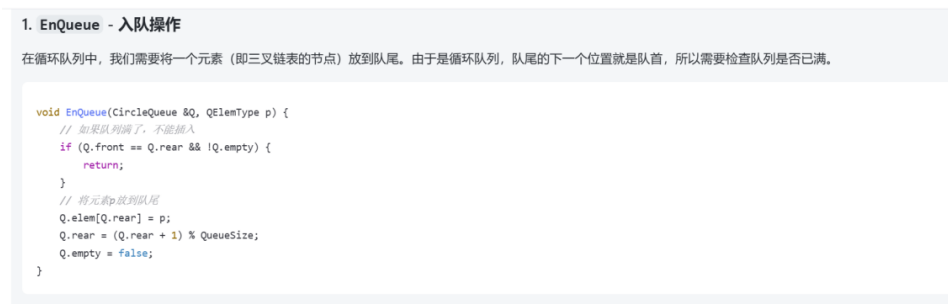 1. EnQueue - 入队操作
在循环队列中，我们需要将一个元素（即三叉链表的节点）放到队尾。由于是循环队列，队尾的下一个位置就是队首，所以需要检查队列是否已满。
void EnQueue(CircleQueue &Q, QElemType p) {
    // 如果队列满了，不能插入
    if (Q.front == Q.rear && !Q.empty) {
        return;
    }
    // 将元素p放到队尾
    Q.elem[Q.rear] = p;
    Q.rear = (Q.rear + 1) % QueueSize;
    Q.empty = false;
}